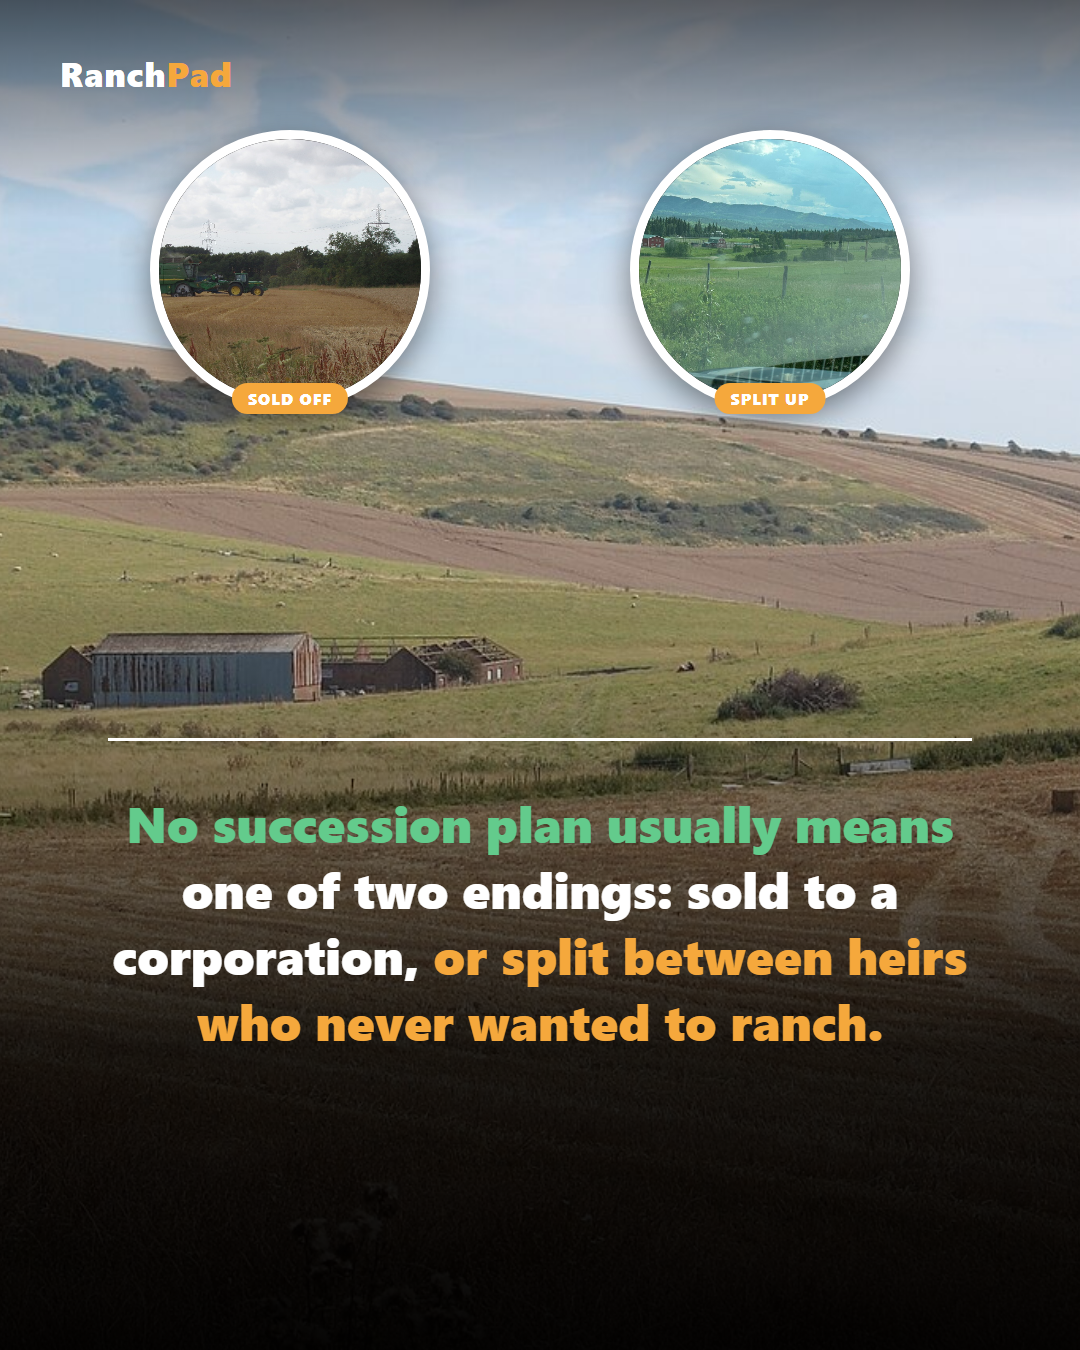 RanchPad
SOLD OFF
SPLIT UP
No succession plan usually means
one of two endings: sold to a
corporation, or split between heirs
who never wanted to ranch.